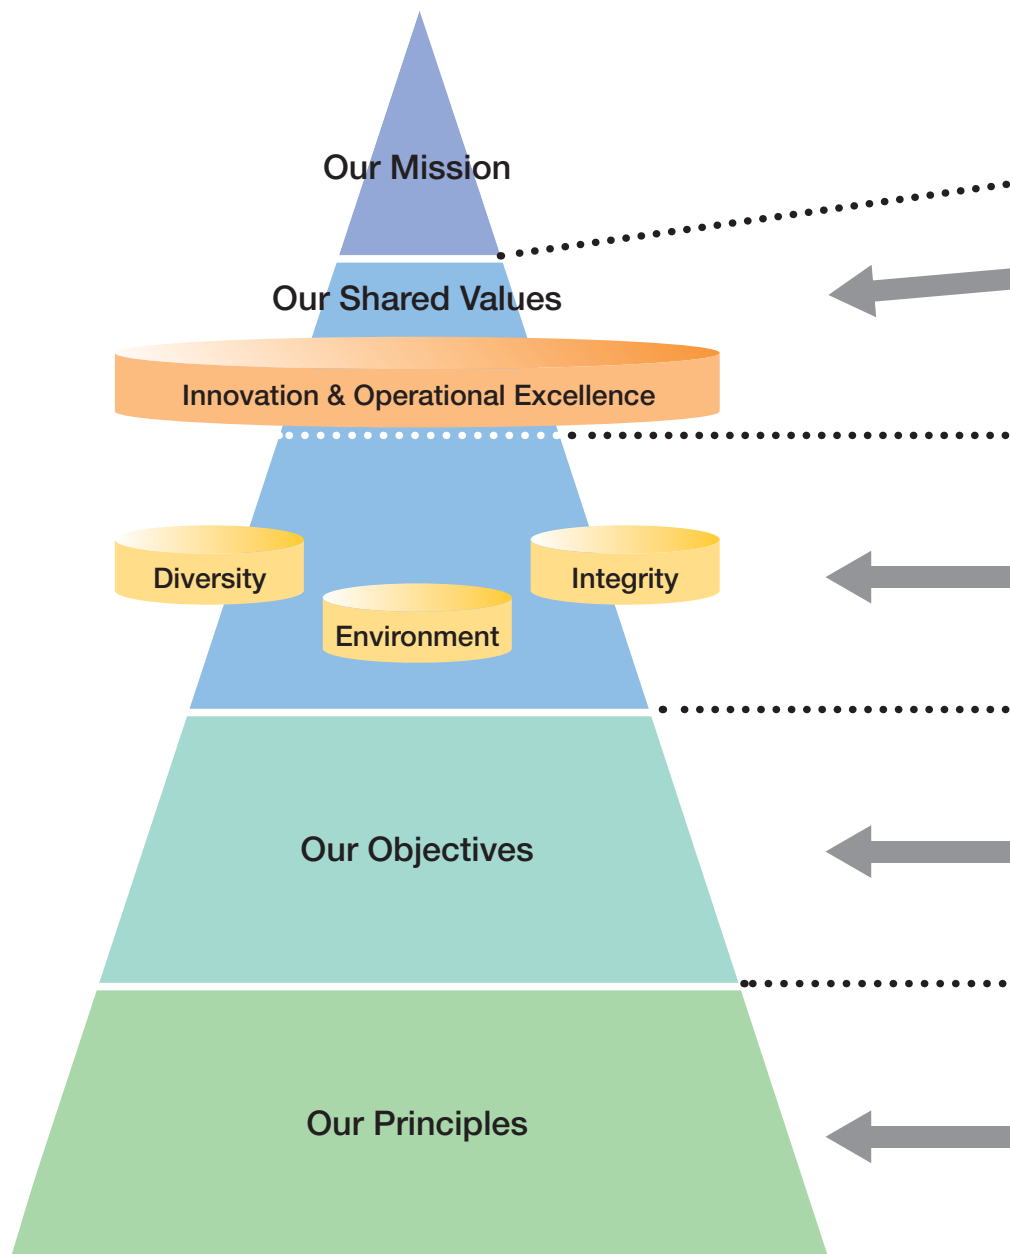 Our Mission
Our Shared Values
Innovation & Operational Excellence
Diversity
Integrity
Environment
Our Objectives
Our Principles